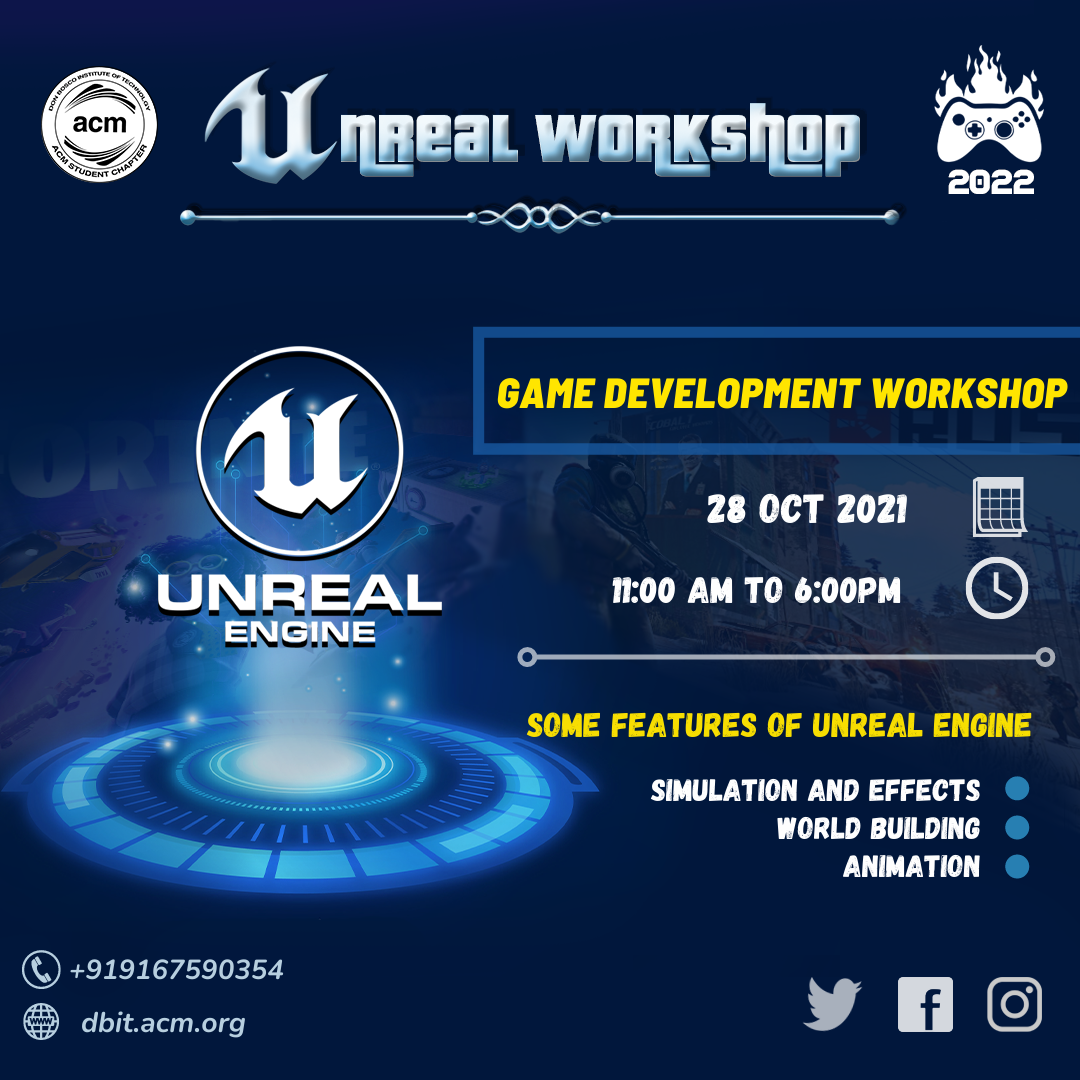 DON BOSCO INSTITUTE OF TECHNOLOGY
acm
ACM STUDENT CHAPTER
Unreal workshop
2022
GAME DEVELOPMENT WORKSHOP
28 OCT 2021
11:00 AM TO 6:00PM
UNREAL
ENGINE
SOME FEATURES OF UNREAL ENGINE
SIMULATION AND EFFECTS
WORLD BUILDING
ANIMATION
+919167590354
www
dbit.acm.org